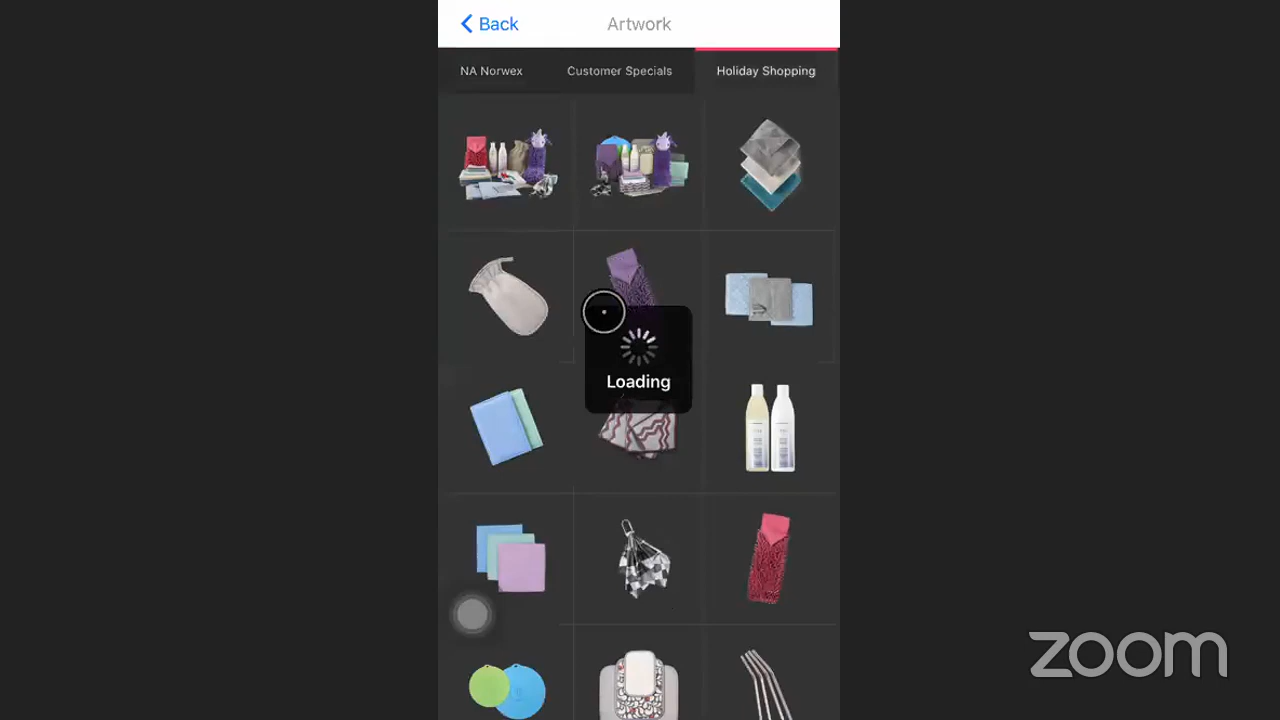 Back
Artwork
NA Norwex
Customer Specials
Holiday Shopping
Loading
zoom